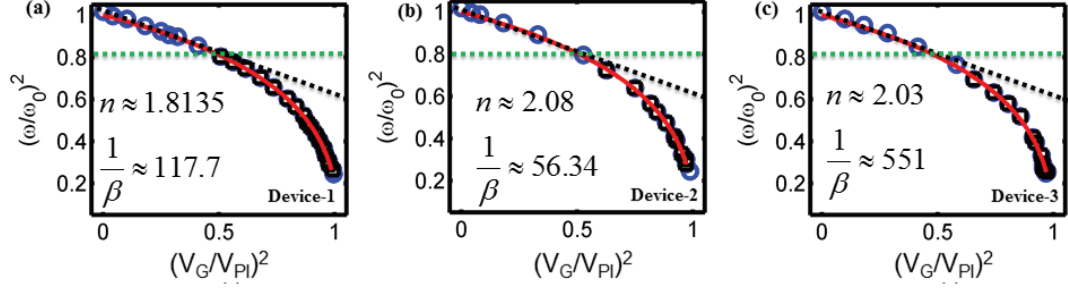 (a)
1
0.8
0.6
0.4
0.2
(ω/ω0)2
n ≈ 1.8135
1/β ≈ 117.7
Device-1
0 0.5 1
(VG/VPI)2
(b)
1
0.8
0.6
0.4
0.2
(ω/ω0)2
n ≈ 2.08
1/β ≈ 56.34
Device-2
0 0.5 1
(VG/VPI)2
(c)
1
0.8
0.6
0.4
0.2
(ω/ω0)2
n ≈ 2.03
1/β ≈ 551
Device-3
0 0.5 1
(VG/VPI)2